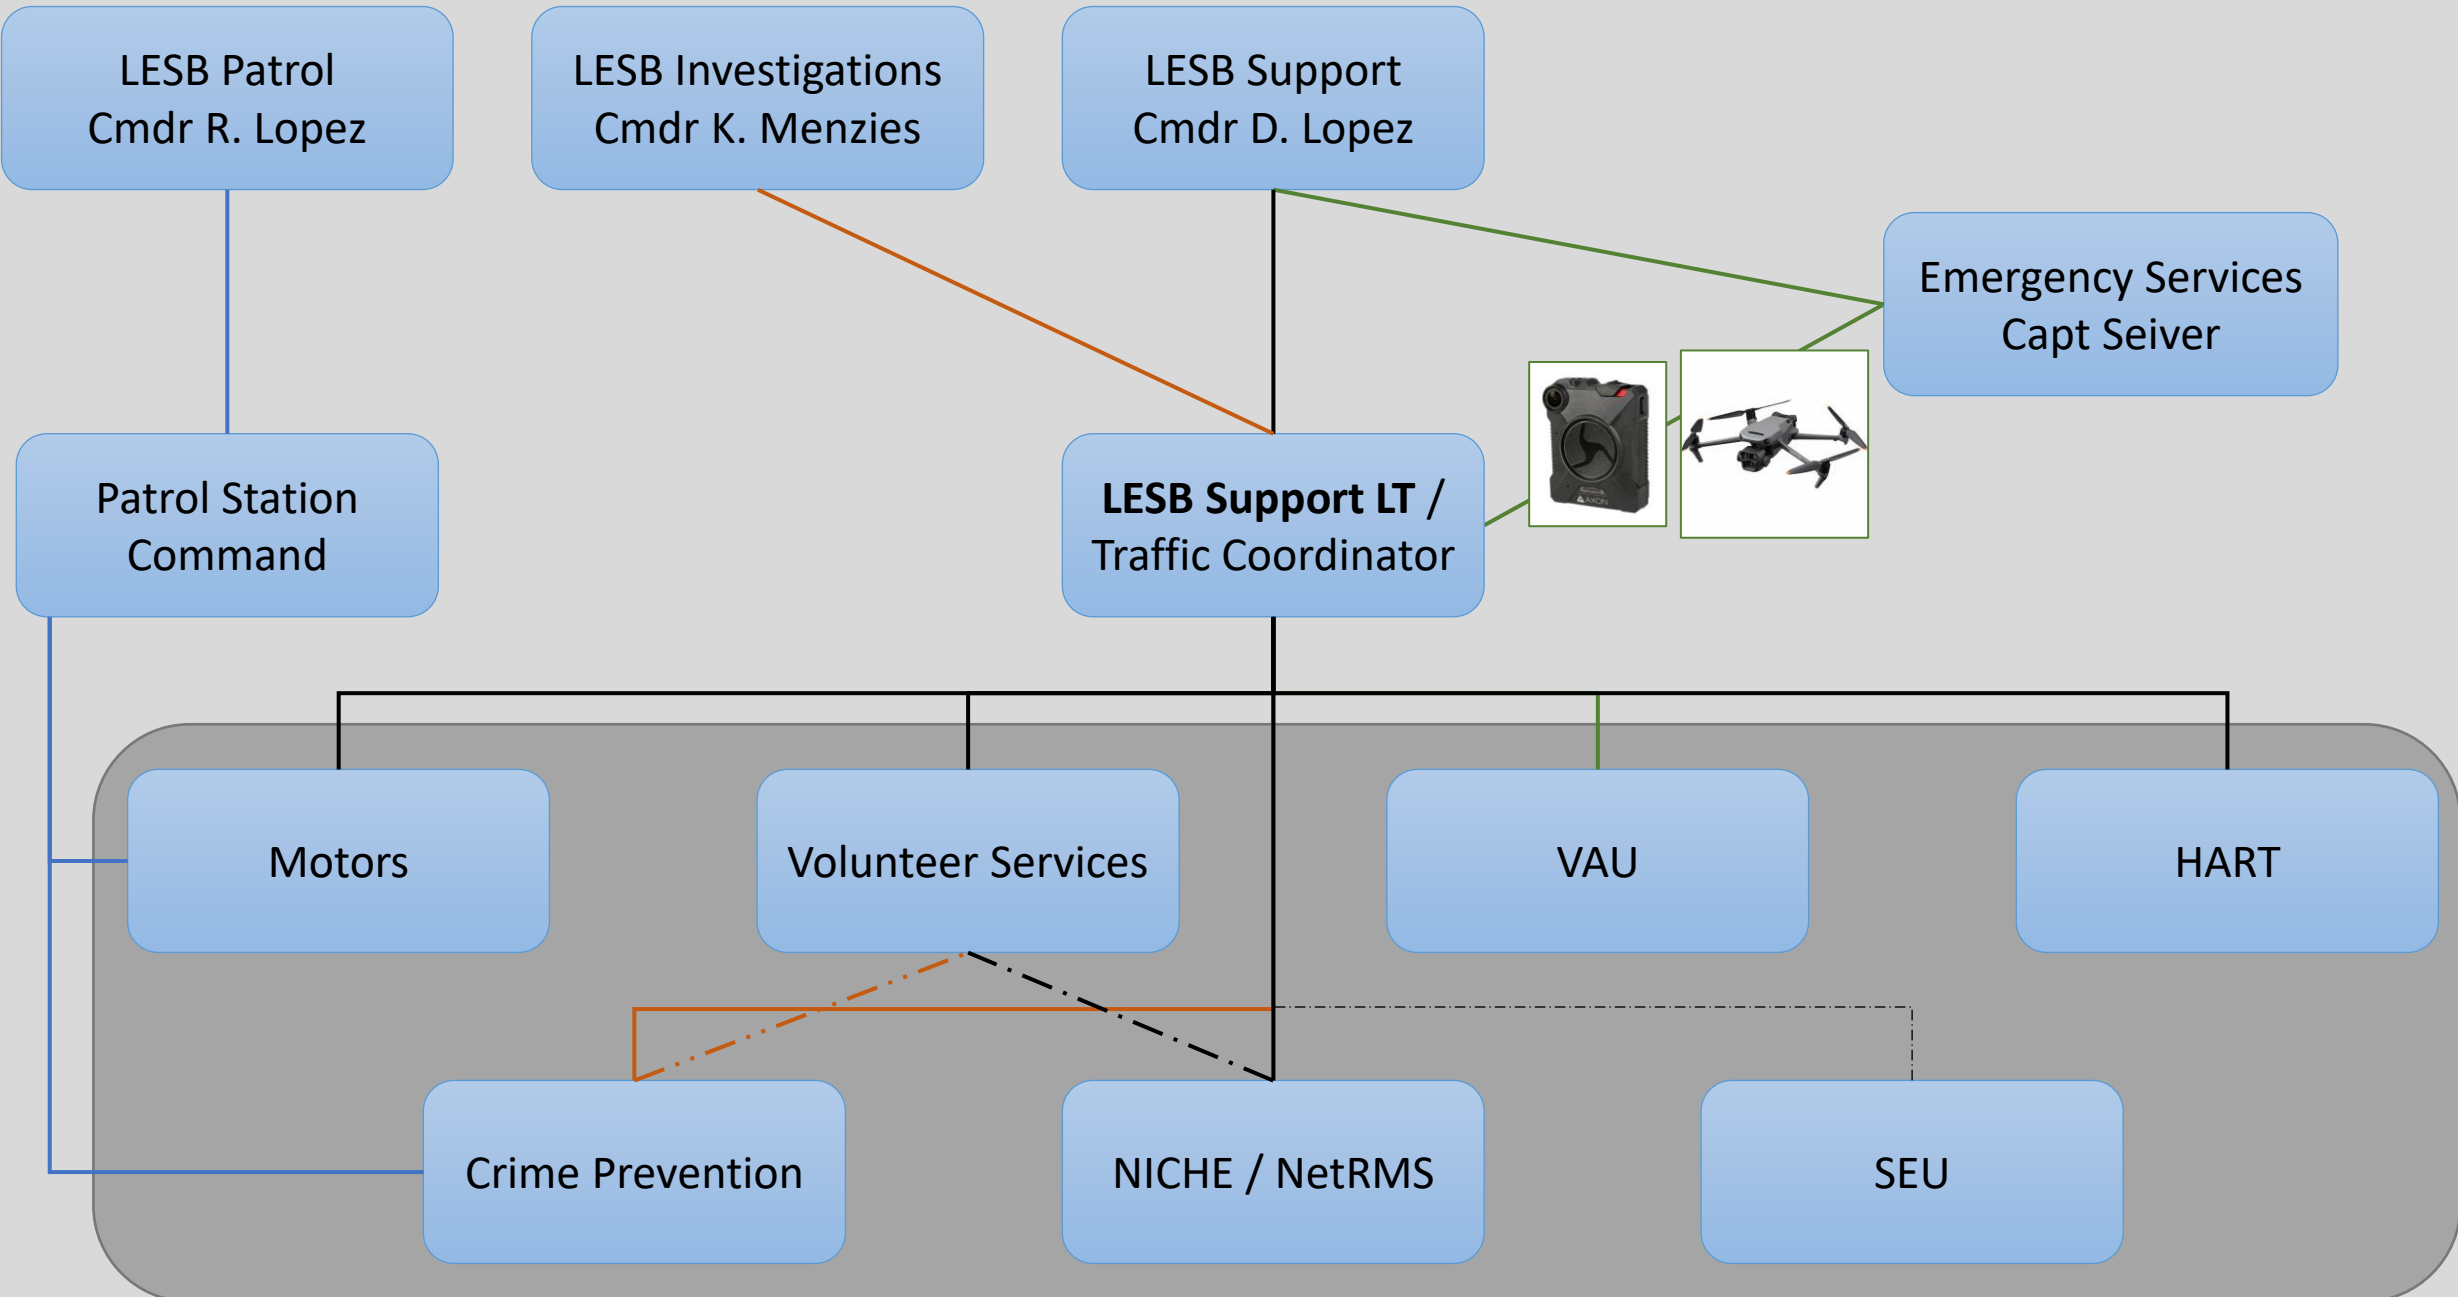 LESB Patrol
Cmdr R. Lopez
LESB Investigations
Cmdr K. Menzies
LESB Support
Cmdr D. Lopez
Emergency Services
Capt Seiver
Patrol Station
Command
LESB Support LT /
Traffic Coordinator
AXON
Motors
Volunteer Services
VAU
HART
Crime Prevention
NICHE / NetRMS
SEU